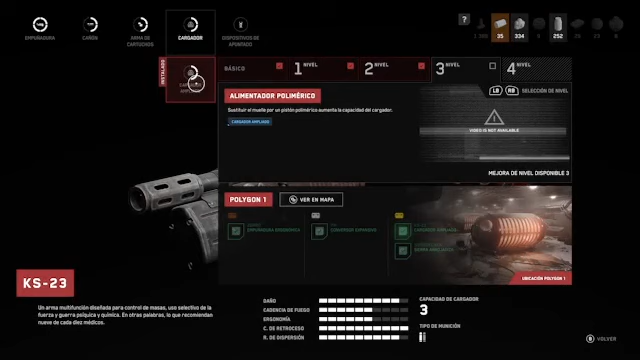 EMPUÑADURA
CAÑÓN
ARMA DE CARTUCHOS
CARGADOR
DISPOSITIVOS DE APUNTADO
?
35
334
252
INSTALADO
BÁSICO
1 NIVEL
2 NIVEL
3 NIVEL
4 NIVEL
ALIMENTADOR POLIMÉRICO
LB RB SELECCIÓN DE NIVEL
Sustituir el muelle por un pistón polimérico aumenta la capacidad del cargador.
CARGADOR AMPLIADO
VIDEO IS NOT AVAILABLE
MEJORA DE NIVEL DISPONIBLE 3
POLYGON 1
VER EN MAPA
EMPUÑADURA ERGONÓMICA
CARGADOR AMPLIADO
UBICACIÓN POLYGON 1
KS-23
Un arma multifunción diseñada para control de masas, uso selectivo de la
fuerza y guerra psíquica y química. En otras palabras, lo que recomiendan
nueve de cada diez médicos.
DAÑO
CADENCIA DE FUEGO
ERGONOMÍA
C. DE RETROCESO
R. DE DISPERSIÓN
CAPACIDAD DE CARGADOR
3
TIPO DE MUNICIÓN
B VOLVER